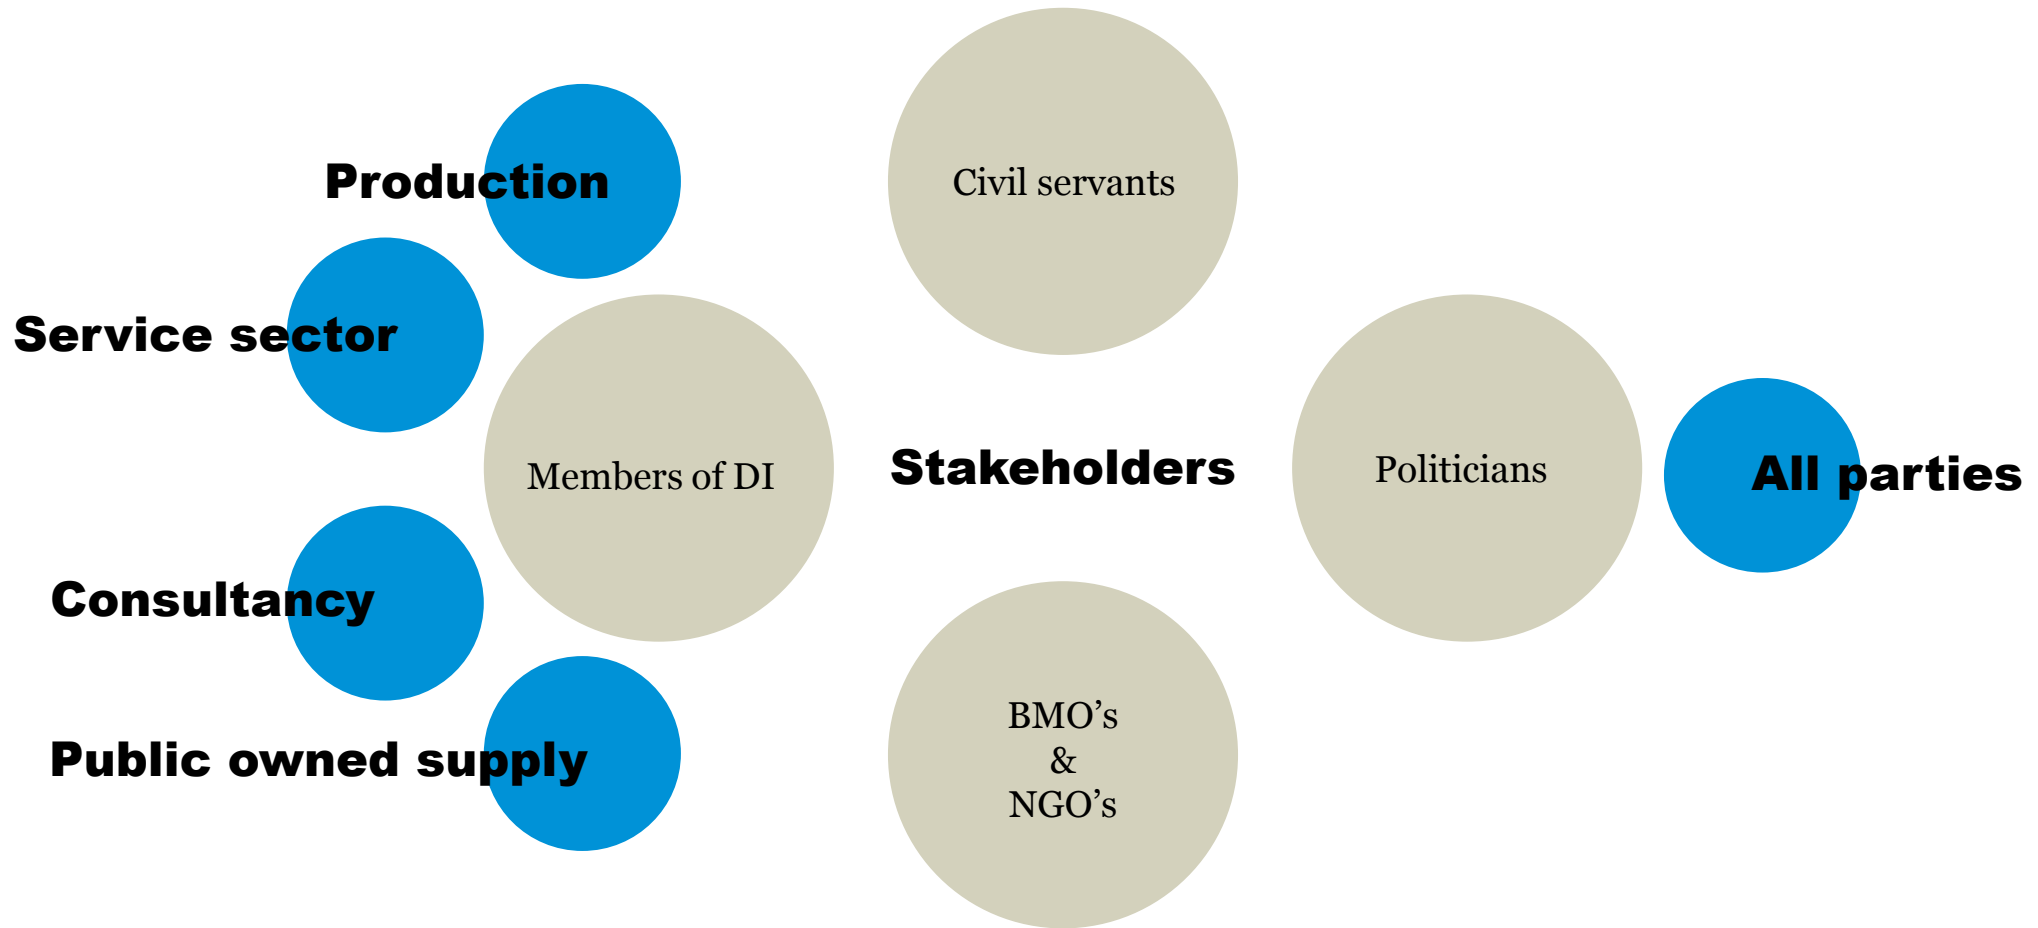 Production
Civil servants
Service sector
Members of DI
Stakeholders
Politicians
All parties
Consultancy
Public owned supply
BMO’s
&
NGO’s